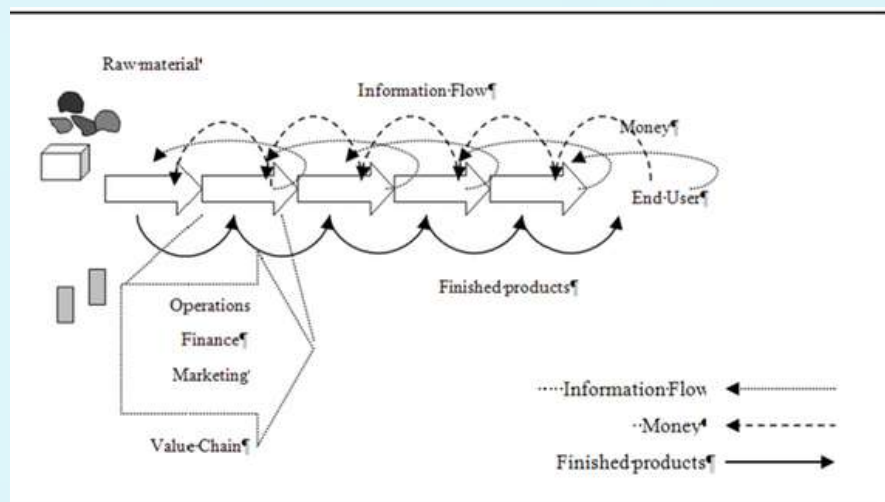 Raw·material'
Information·Flow¶
Money¶
End·User¶
Finished·products¶
Operations
Finance¶
Marketing'
Value·Chain¶
·····Information·Flow
··Money¶
Finished·products¶